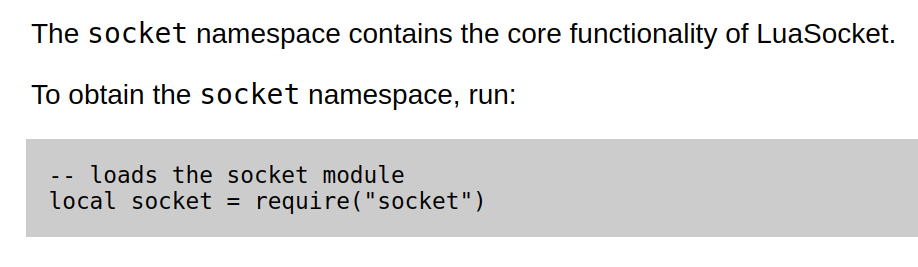 The socket namespace contains the core functionality of LuaSocket.
To obtain the socket namespace, run:
-- loads the socket module
local socket = require("socket")